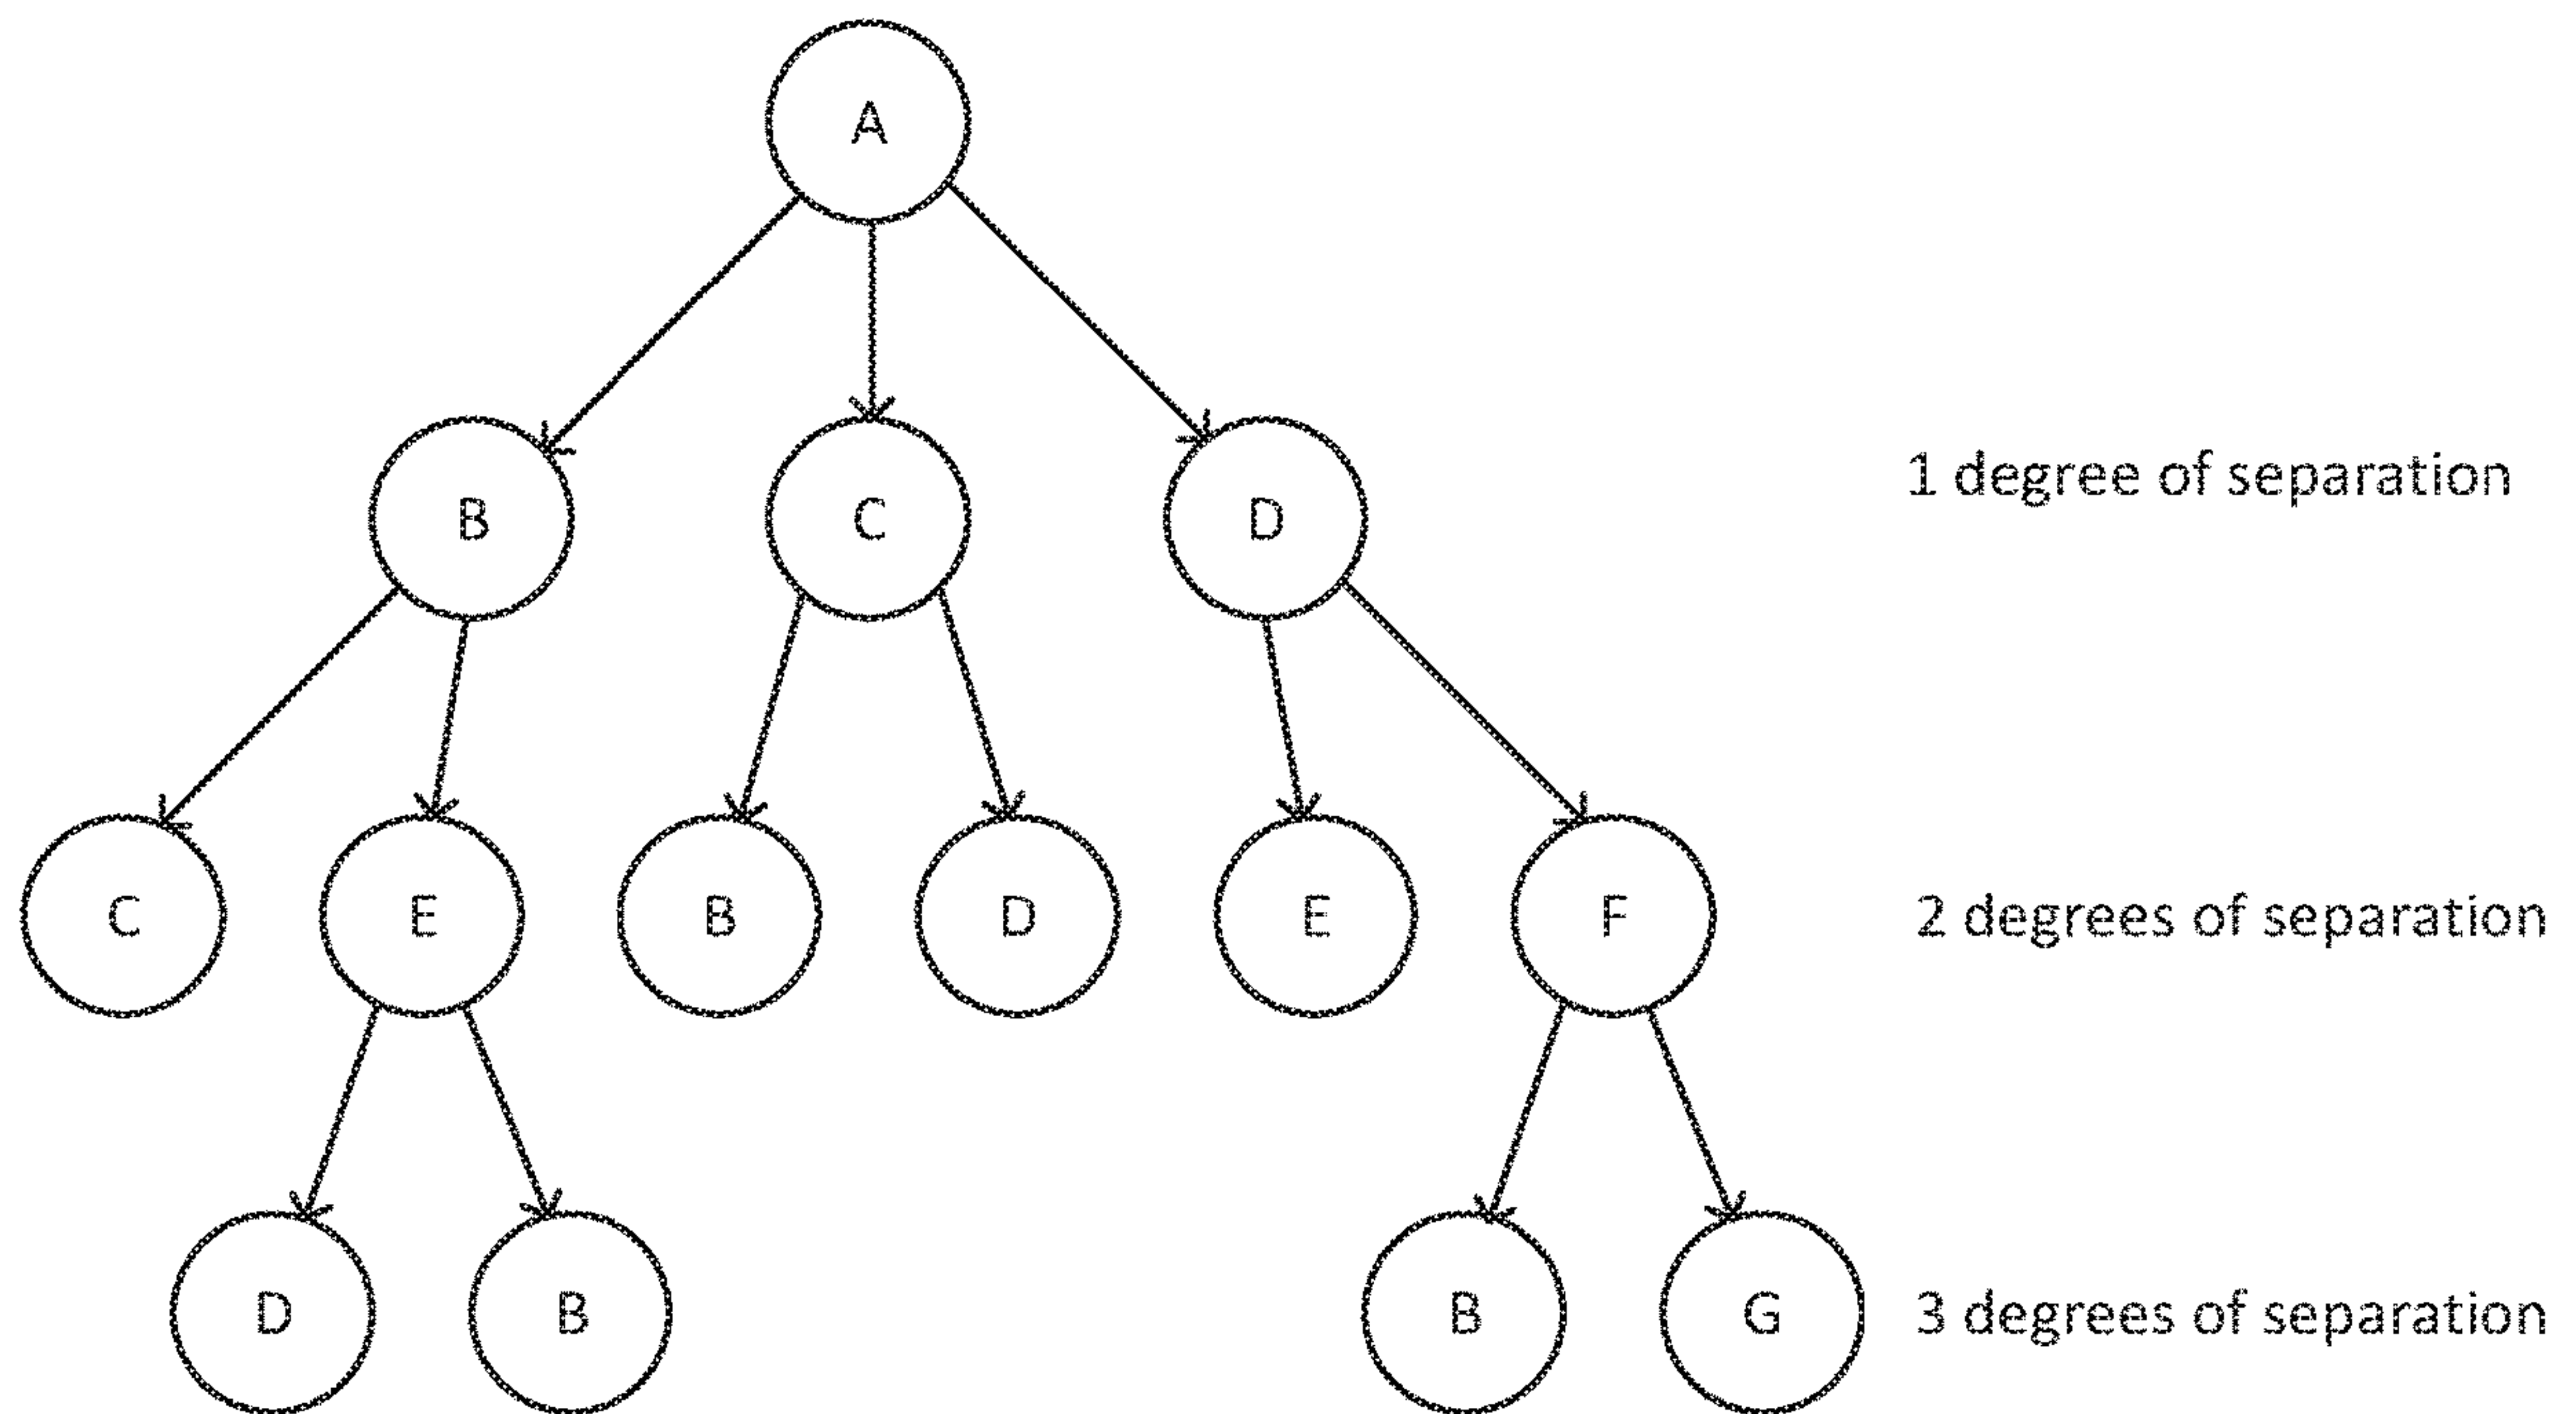 A
B C D 1 degree of separation
C E B D E F 2 degrees of separation
D B B G 3 degrees of separation